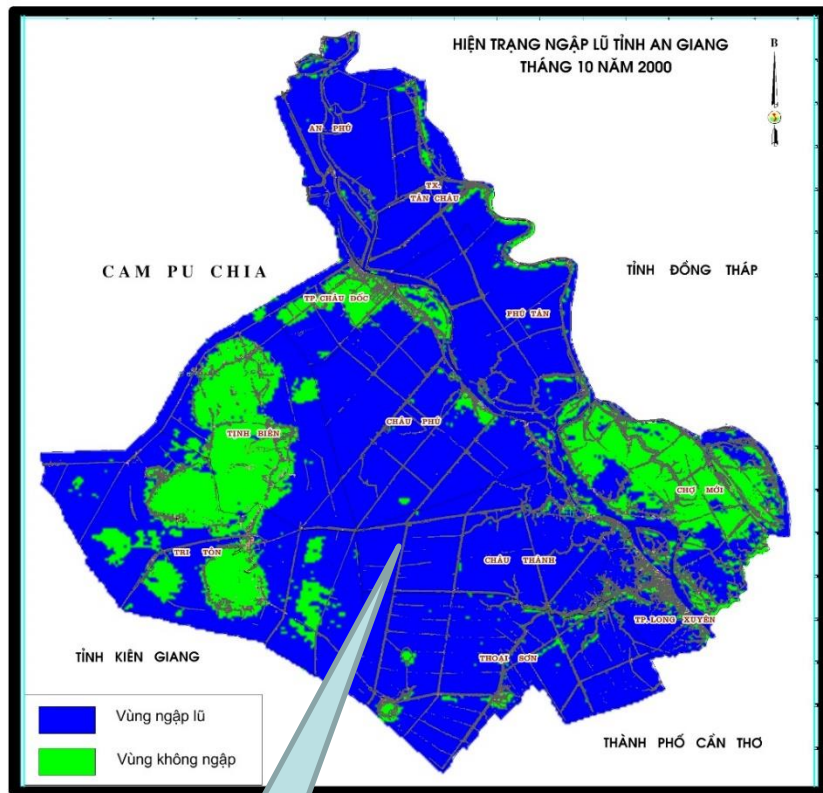 HIỆN TRẠNG NGẬP LŨ TỈNH AN GIANG
THÁNG 10 NĂM 2000
B
AN PHÚ
TX.
TÂN CHÂU
CAM PU CHIA
TỈNH ĐỒNG THÁP
TP.CHÂU ĐỐC
PHÚ TÂN
CHÂU PHÚ
TỊNH BIÊN
CHỢ MỚI
TRI TÔN
CHÂU THÀNH
TP.LONG XUYÊN
TỈNH KIÊN GIANG
THOẠI SƠN
Vùng ngập lũ
Vùng không ngập
THÀNH PHỐ CẦN THƠ